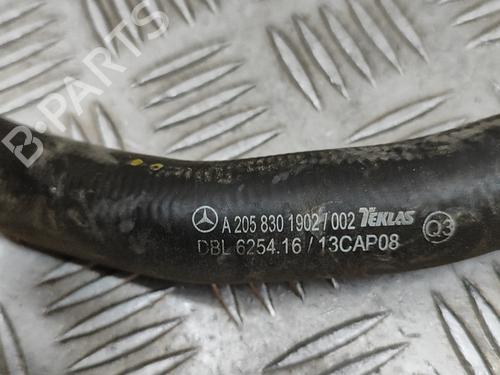 B-PARTS
A 205 830 1902 / 002 TEKLAS
DBL 6254.16 / 13CAP08
Q3